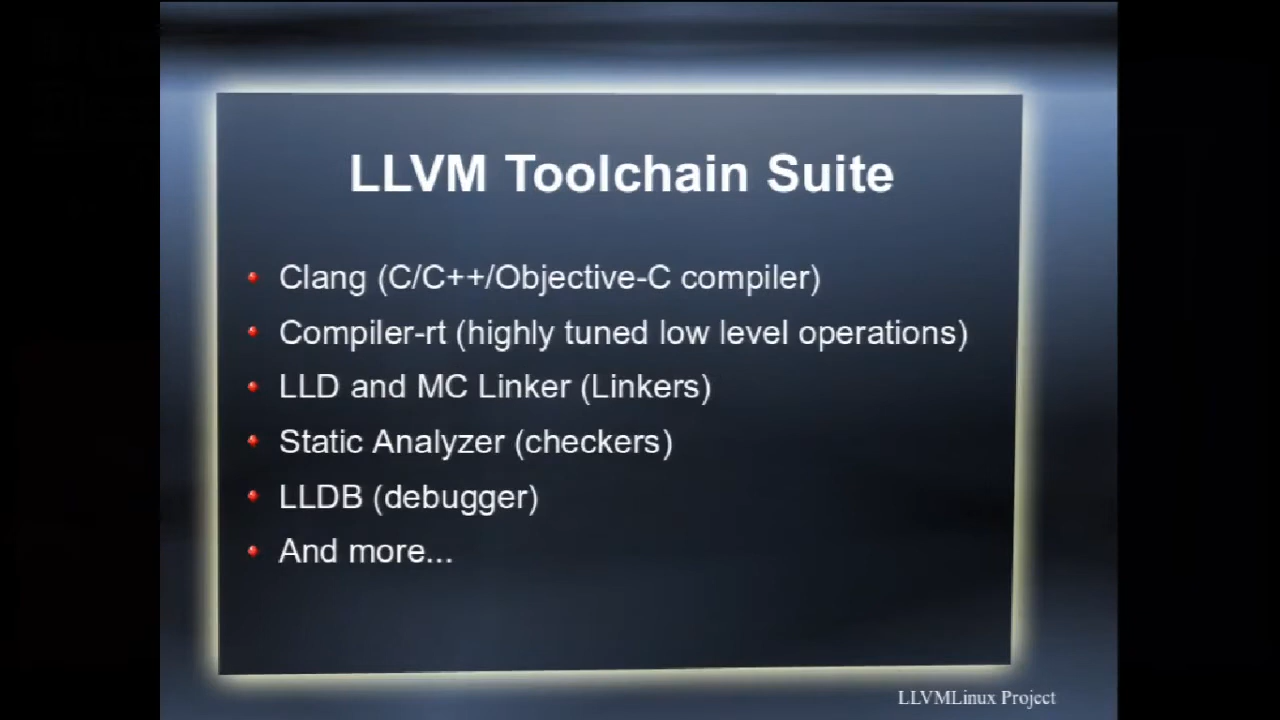 LLVM Toolchain Suite
Clang (C/C++/Objective-C compiler)
Compiler-rt (highly tuned low level operations)
LLD and MC Linker (Linkers)
Static Analyzer (checkers)
LLDB (debugger)
And more...
LLVMLinux Project